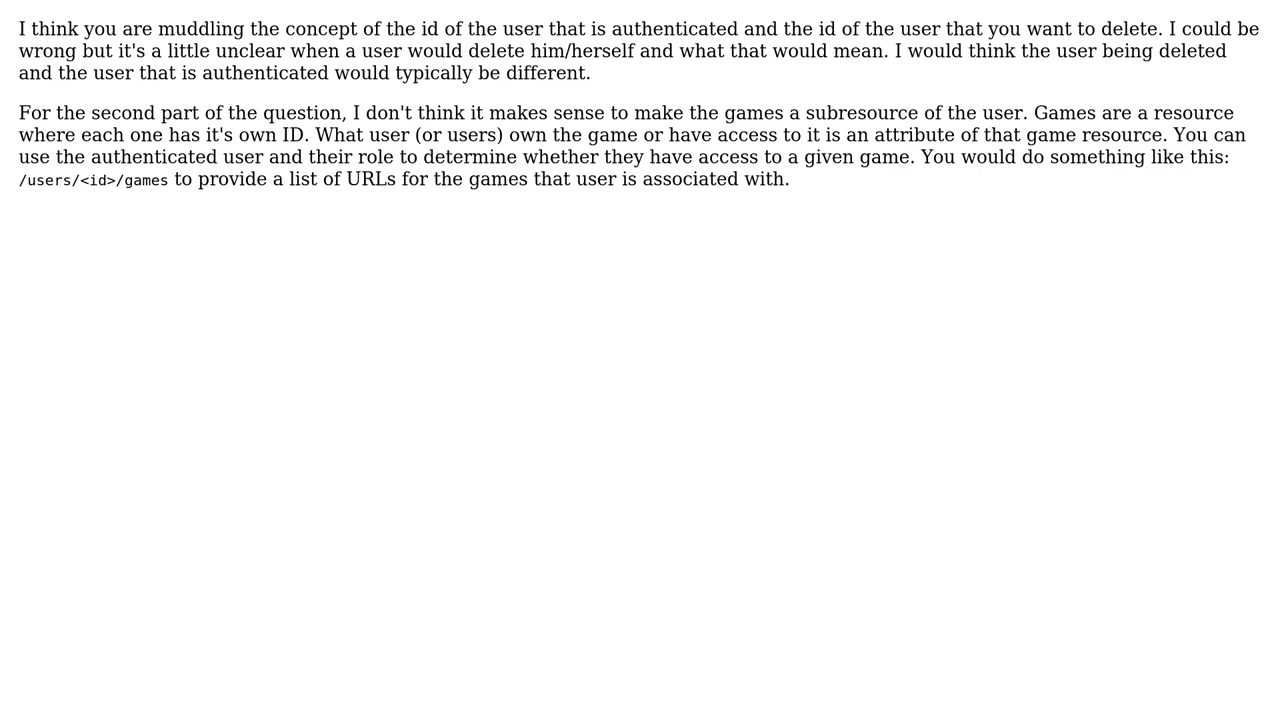 I think you are muddling the concept of the id of the user that is authenticated and the id of the user that you want to delete. I could be
wrong but it's a little unclear when a user would delete him/herself and what that would mean. I would think the user being deleted
and the user that is authenticated would typically be different.
For the second part of the question, I don't think it makes sense to make the games a subresource of the user. Games are a resource
where each one has it's own ID. What user (or users) own the game or have access to it is an attribute of that game resource. You can
use the authenticated user and their role to determine whether they have access to a given game. You would do something like this:
/users/<id>/games to provide a list of URLs for the games that user is associated with.